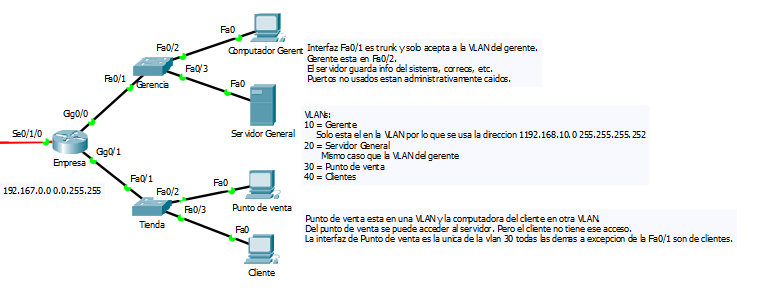 Fa0
Fa0/2
Computador Gerent
Interfaz Fa0/1 es trunk y sob acepta a la VLAN del gerente.
Gerente esta en Fa0/2.
El servidor guarda info del sistema, correos, etc.
Puertos no usados estan administrativamente caidos.
Fa0/3
Fa0/1
Gerencia
Fa0
Gg0/0
Servidor General
VLANs:
10 = Gerente
Solo esta el en la VLAN por lo que se usa la direccion 1192.168.10.0 255.255.255.252
20 = Servidor General
Mismo caso que la VLAN del gerente
30 = Punto de venta
40 = Clientes
Se0/1/0
Empresa
Gg0/1
192.167.0.0 0.0.255.255
Fa0/1
Fa0/2
Fa0
Punto de venta
Fa0/3
Tienda
Fa0
Cliente
Punto de venta esta en una VLAN y la computadora del cliente en otra VLAN.
Del punto de venta se puede acceder al servidor. Pero el cliente no tiene ese acceso.
La interfaz de Punto de venta es la unica de la vlan 30 todas las demas a excepcion de la Fa0/1 son de clientes.